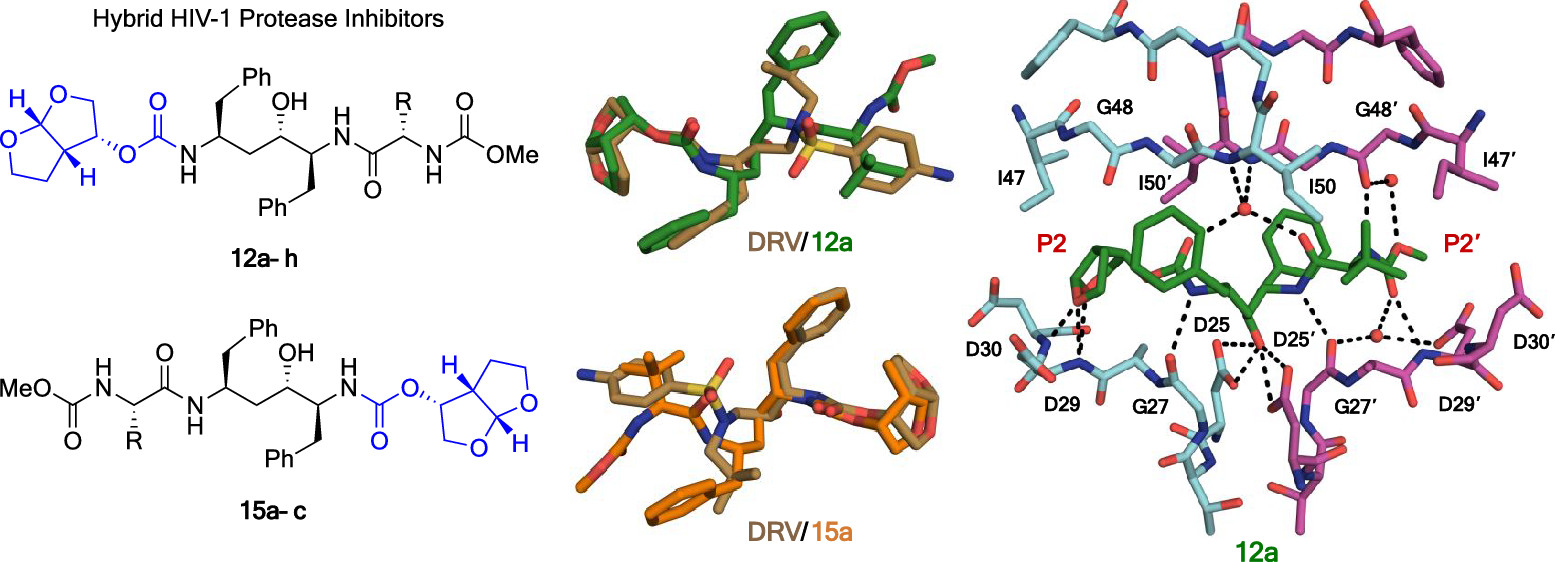 Hybrid HIV-1 Protease Inhibitors
Ph
H
O
O
OH
H
N
R
O
O
H
O
N
H
O
N
H
OMe
Ph
12a-h
Ph
H
N
O
OH
H
N
O
H
MeO
N
H
O
O
O
H
O
R
Ph
15a-c
DRV/12a
DRV/15a
G48
G48′
I47
I50′
I50
I47′
P2
P2′
D25
D25′
D30
D30′
D29
G27
G27′
D29′
12a